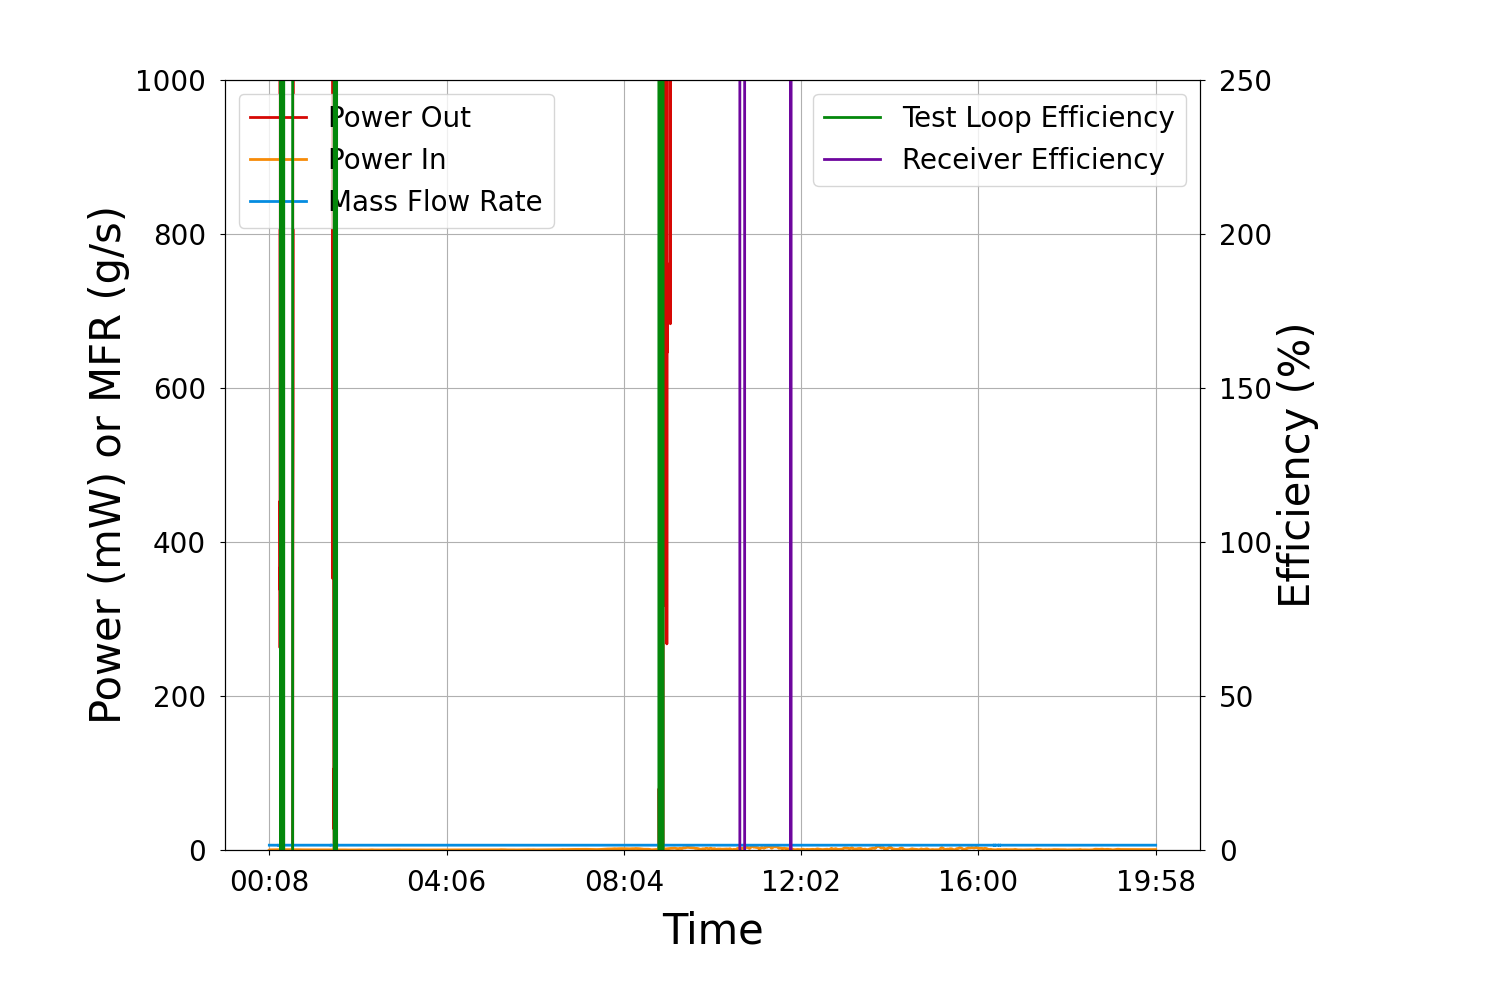 1000
800
600
400
200
0
Power (mW) or MFR (g/s)
Power Out
Power In
Mass Flow Rate
Test Loop Efficiency
Receiver Efficiency
250
200
150
100
50
0
Efficiency (%)
00:08 04:06 08:04 12:02 16:00 19:58
Time